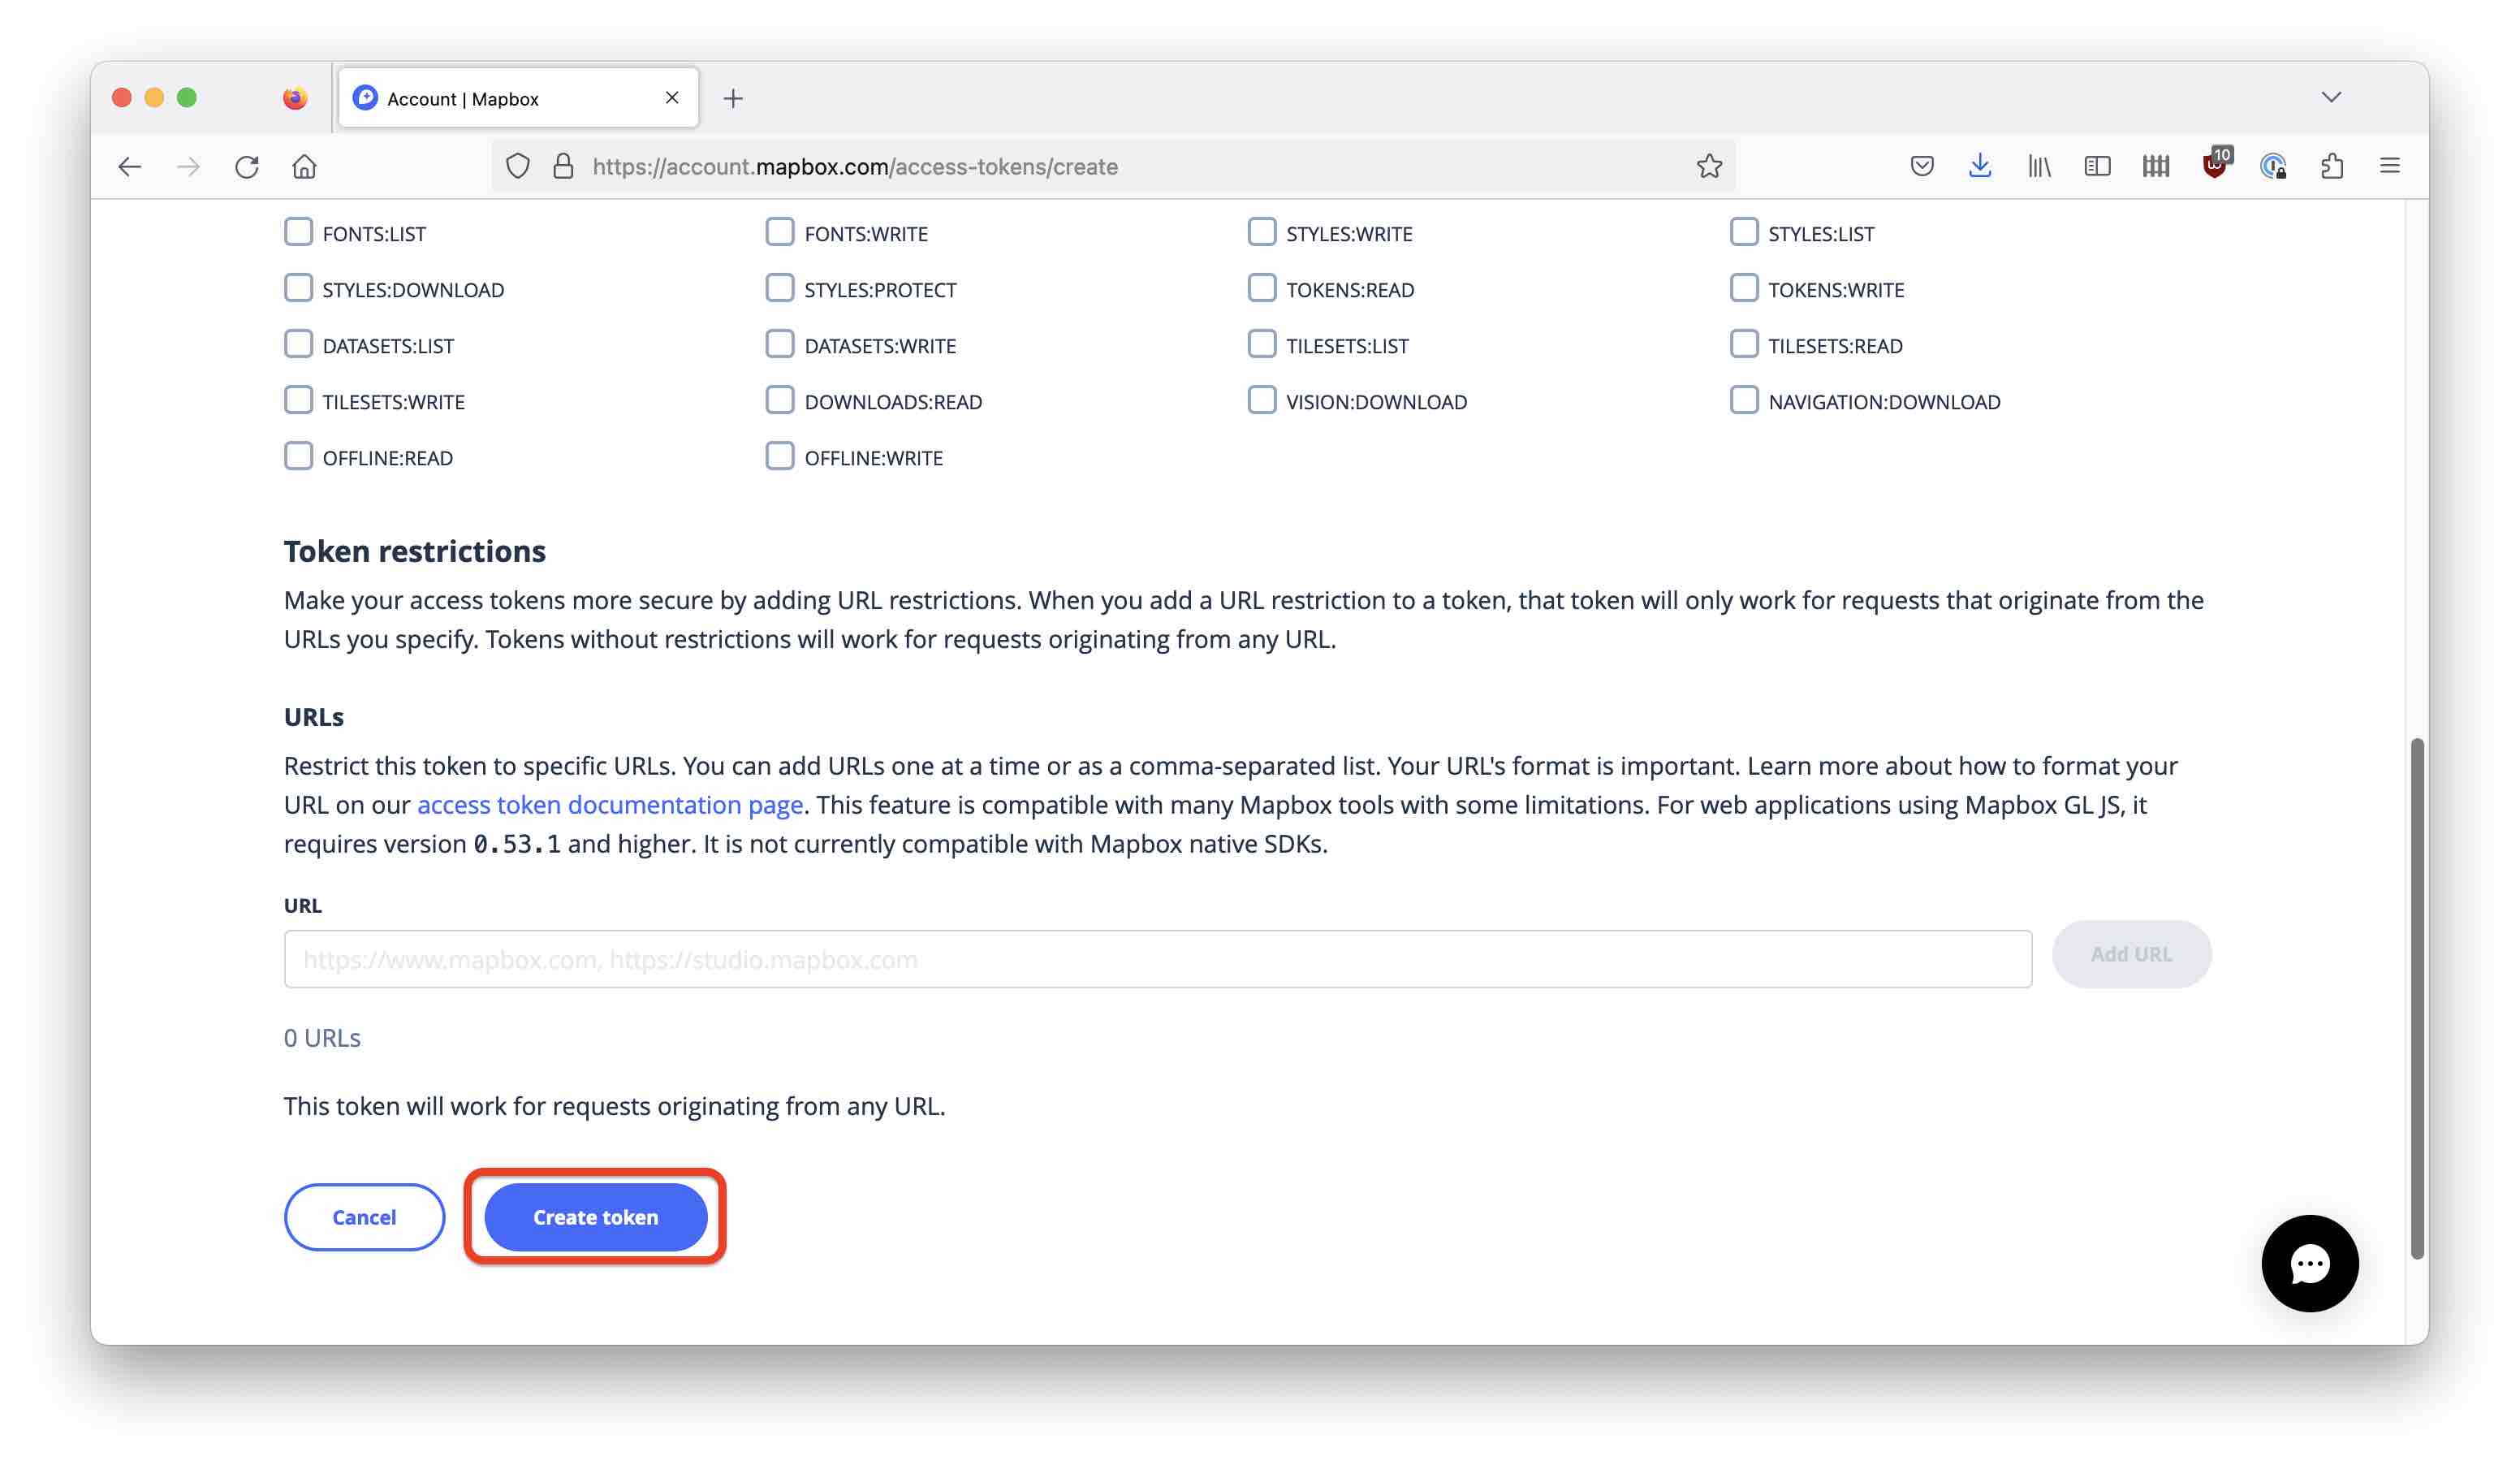 Account | Mapbox
https://account.mapbox.com/access-tokens/create
10
FONTS:LIST FONTS:WRITE STYLES:WRITE STYLES:LIST
STYLES:DOWNLOAD STYLES:PROTECT TOKENS:READ TOKENS:WRITE
DATASETS:LIST DATASETS:WRITE TILESETS:LIST TILESETS:READ
TILESETS:WRITE DOWNLOADS:READ VISION:DOWNLOAD NAVIGATION:DOWNLOAD
OFFLINE:READ OFFLINE:WRITE
Token restrictions
Make your access tokens more secure by adding URL restrictions. When you add a URL restriction to a token, that token will only work for requests that originate from the
URLs you specify. Tokens without restrictions will work for requests originating from any URL.
URLs
Restrict this token to specific URLs. You can add URLs one at a time or as a comma-separated list. Your URL's format is important. Learn more about how to format your
URL on our access token documentation page. This feature is compatible with many Mapbox tools with some limitations. For web applications using Mapbox GL JS, it
requires version 0.53.1 and higher. It is not currently compatible with Mapbox native SDKs.
URL
https://www.mapbox.com, https://studio.mapbox.com
Add URL
0 URLs
This token will work for requests originating from any URL.
Cancel
Create token